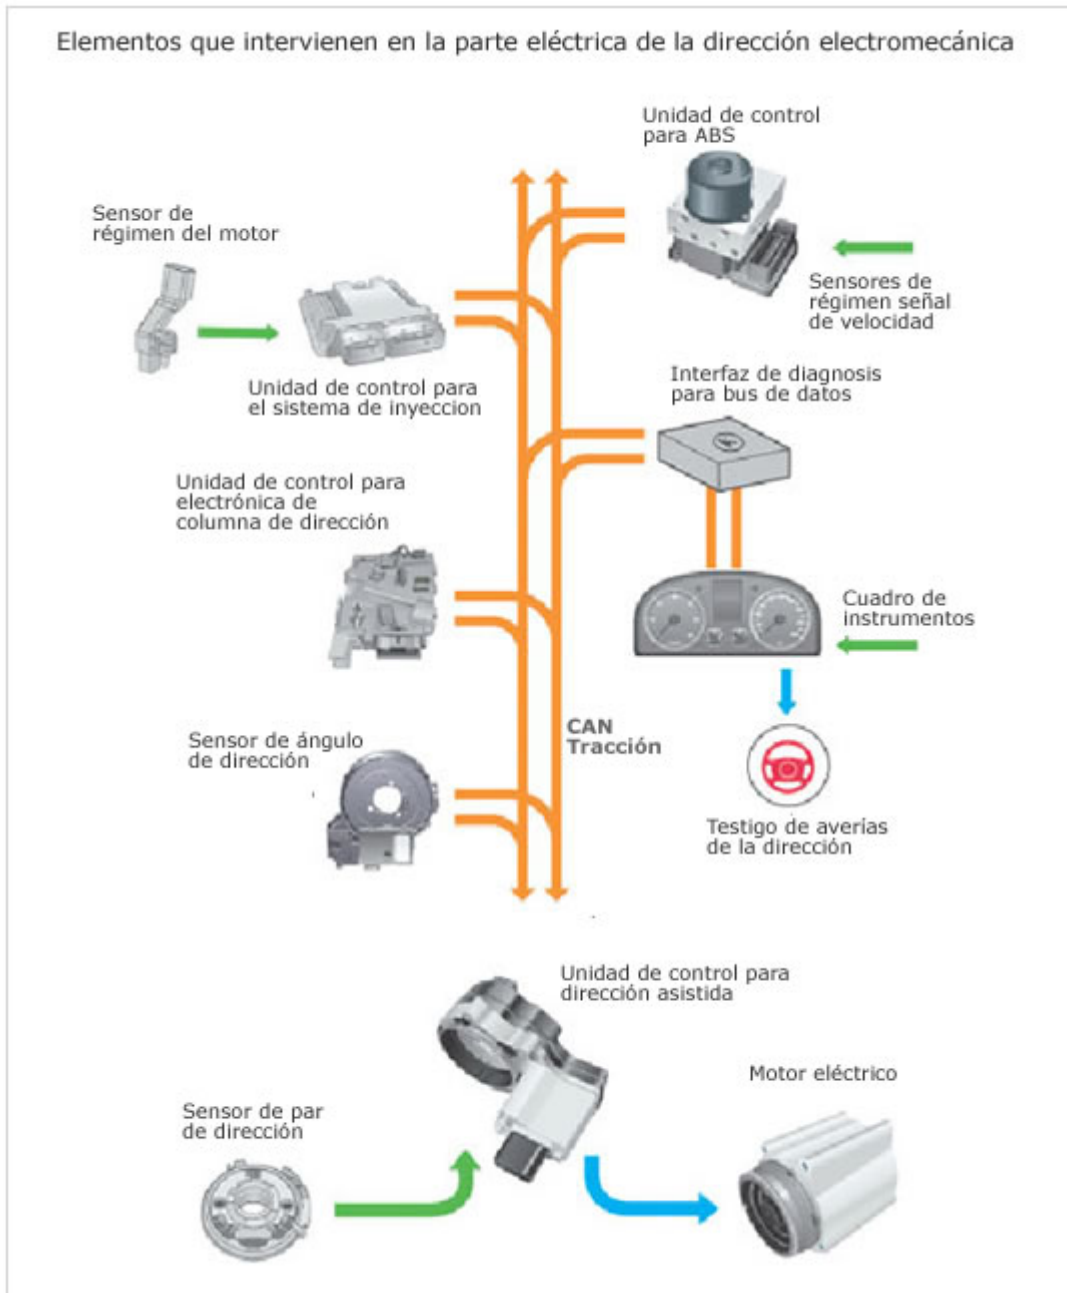 Elementos que intervienen en la parte eléctrica de la dirección electromecánica
Unidad de control
para ABS
Sensor de
régimen del motor
Sensores de
régimen señal
de velocidad
Unidad de control para
el sistema de inyeccion
Interfaz de diagnosis
para bus de datos
Unidad de control para
electrónica de
columna de dirección
Cuadro de
instrumentos
CAN
Tracción
Sensor de ángulo
de dirección
Testigo de averías
de la dirección
Unidad de control para
dirección asistida
Motor eléctrico
Sensor de par
de dirección